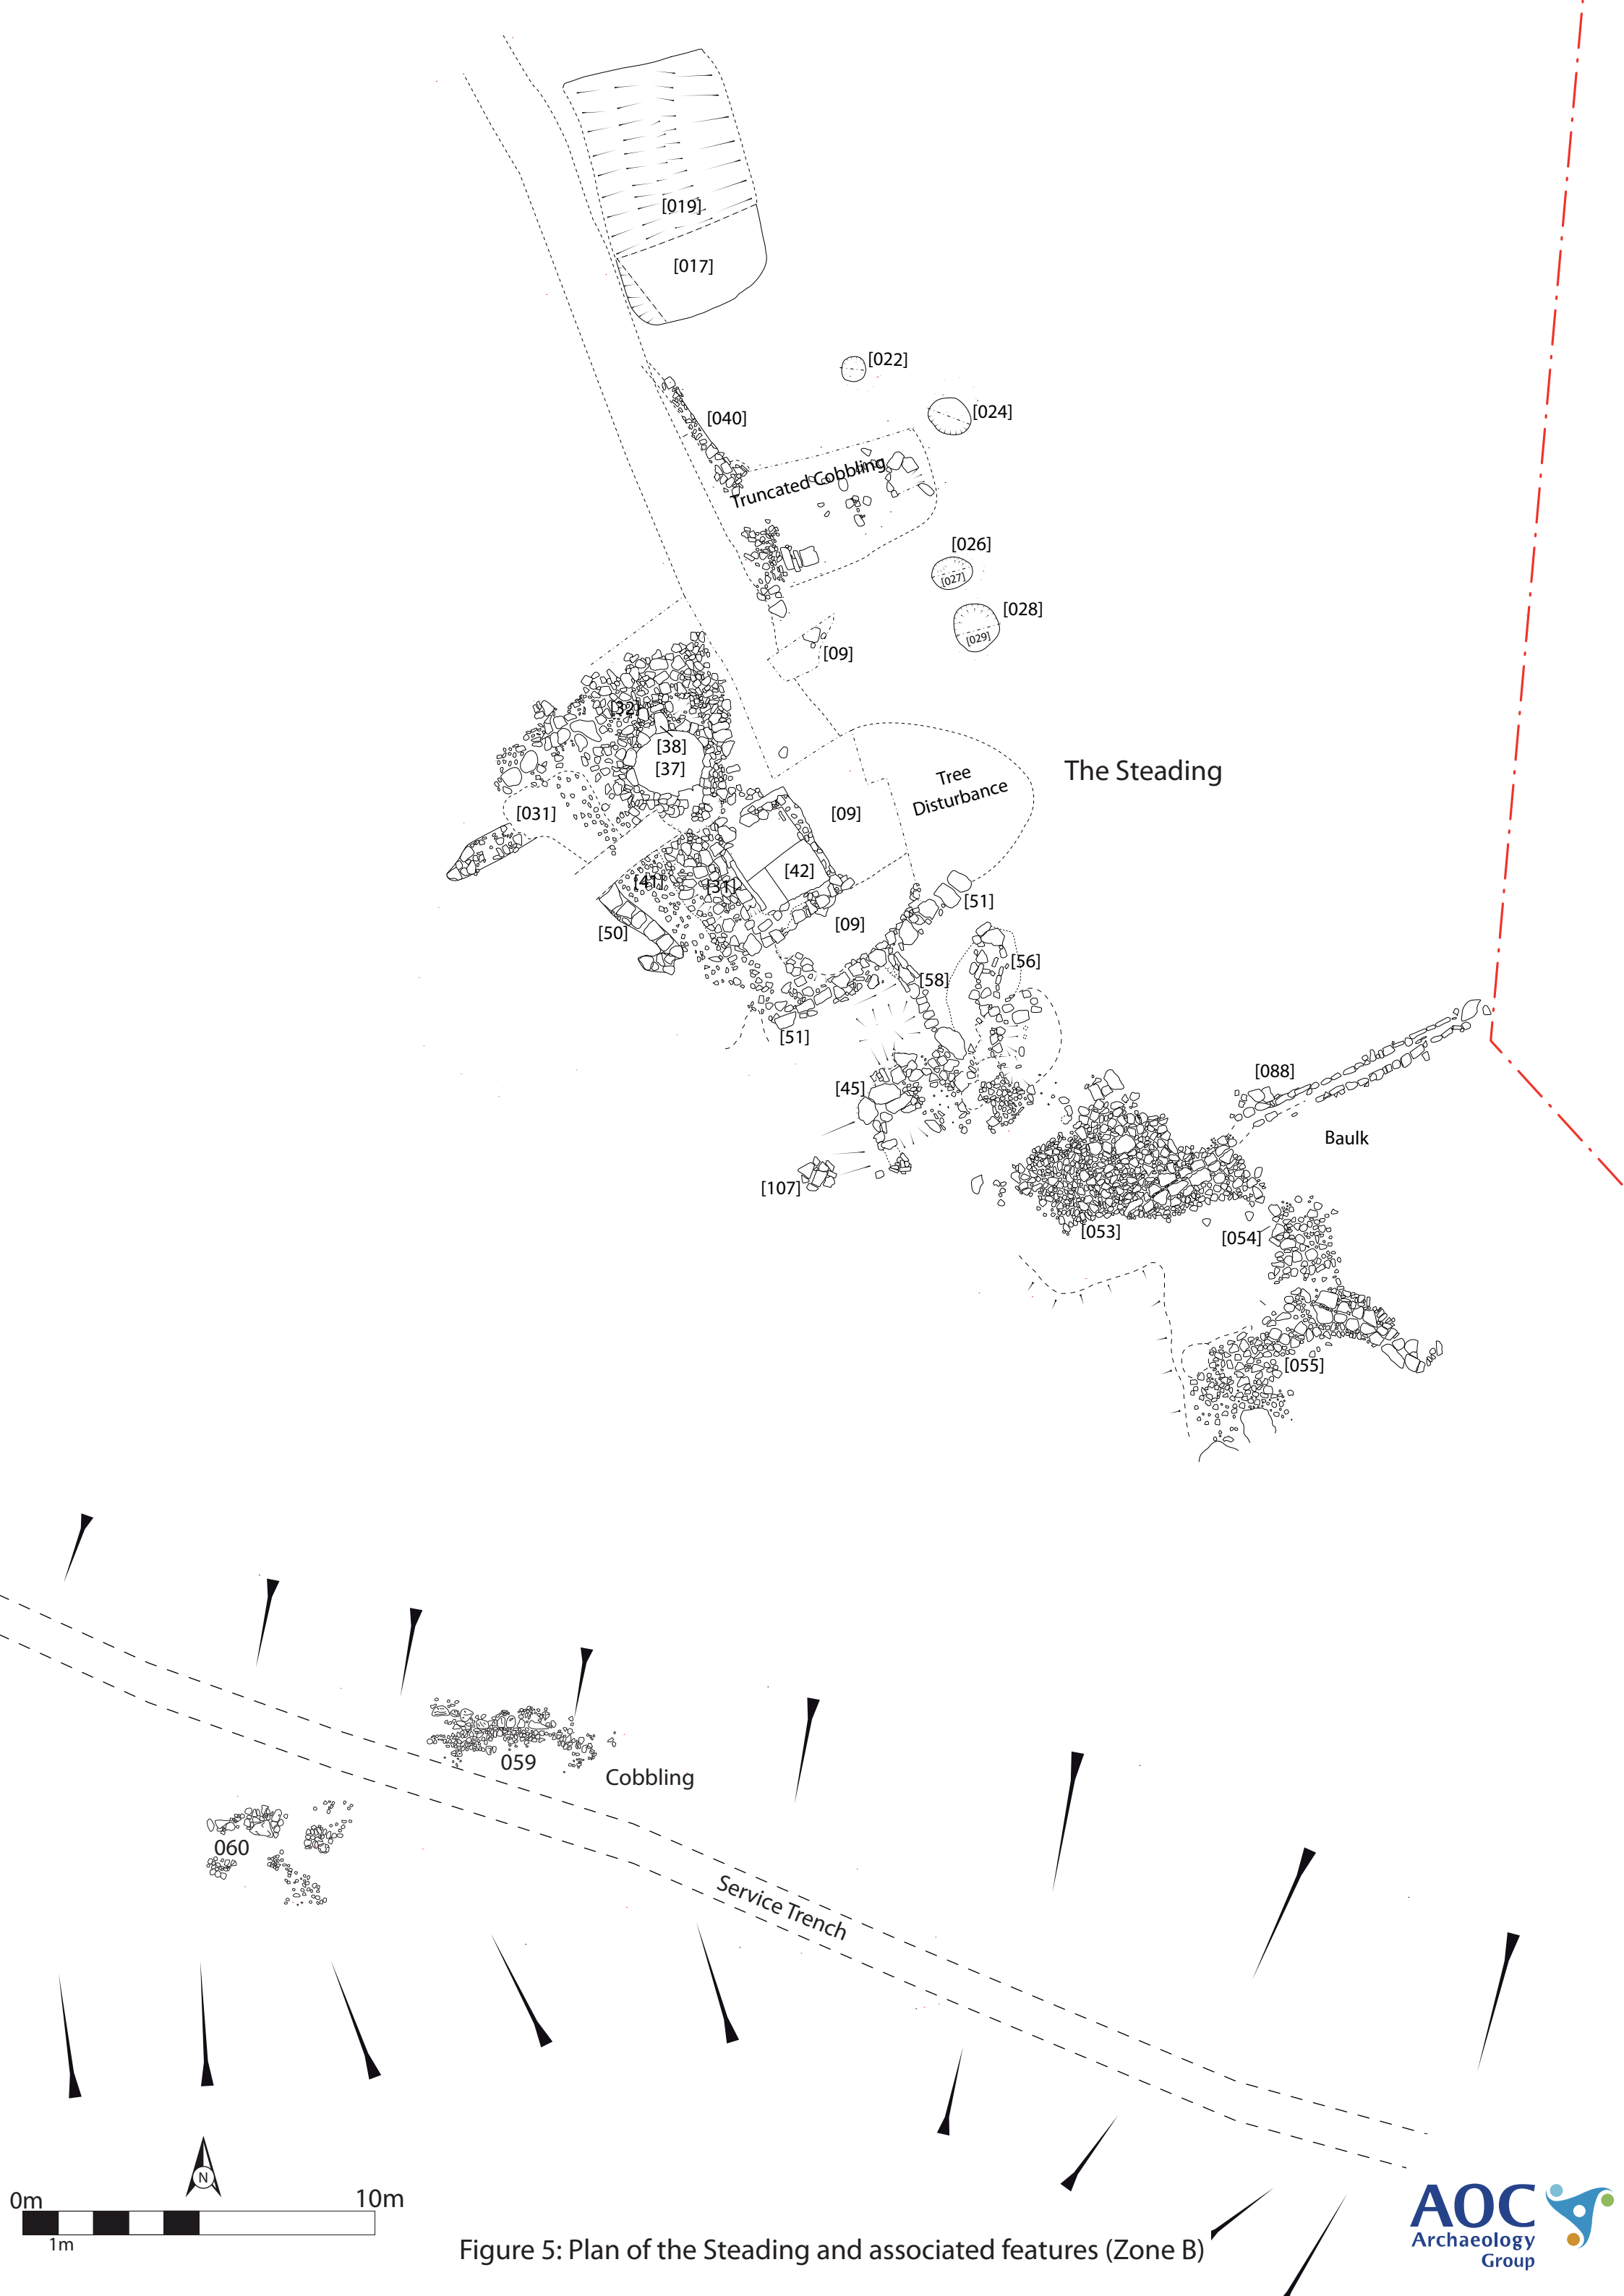 [019]
[017]
[022]
[024]
[040]
Truncated Cobbling
[026]
[027]
[028]
[029]
[09]
[32]
[38]
[37]
The Steading
Tree
Disturbance
[031]
[09]
[42]
[41]
[31]
[51]
[50]
[09]
[56]
[58]
[51]
[45]
[088]
Baulk
[107]
[053]
[054]
[055]
059
Cobbling
060
Service Trench
N
0m
10m
1m
Figure 5: Plan of the Steading and associated features (Zone B)
AOC
Archaeology
Group